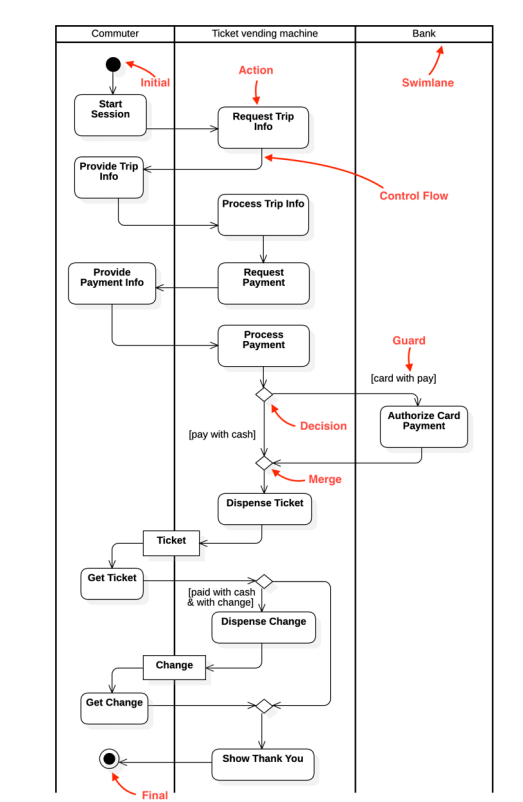 Commuter
Ticket vending machine
Bank
Initial
Action
Swimlane
Start
Session
Request Trip
Info
Provide Trip
Info
Control Flow
Process Trip Info
Provide
Payment Info
Request
Payment
Process
Payment
Guard
[card with pay]
Authorize Card
Payment
Decision
[pay with cash]
Merge
Dispense Ticket
Ticket
Get Ticket
[paid with cash
& with change]
Dispense Change
Change
Get Change
Show Thank You
Final